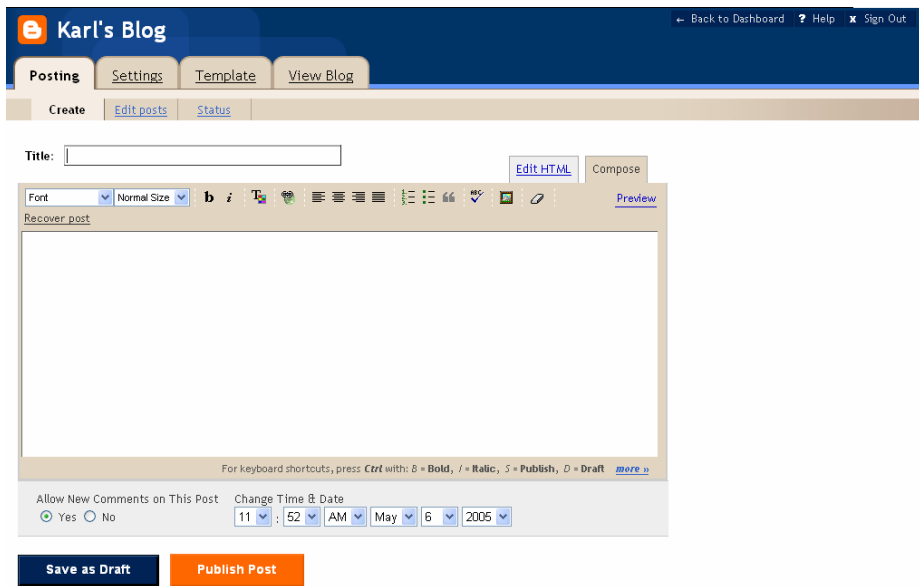 ← Back to Dashboard ? Help x Sign Out
Karl's Blog
Posting Settings Template View Blog
Create Edit posts Status
Title:
Edit HTML Compose
Font Normal Size b i T ABC Preview
Recover post
For keyboard shortcuts, press Ctrl with: B = Bold, I = Italic, S = Publish, D = Draft more »
Allow New Comments on This Post Change Time & Date
Yes No 11 : 52 AM May 6 2005
Save as Draft Publish Post